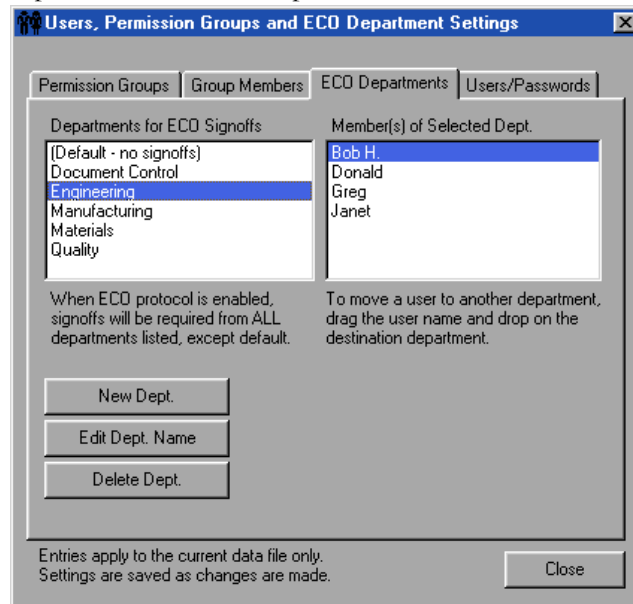 Users, Permission Groups and ECO Department Settings
Permission Groups
Group Members
ECO Departments
Users/Passwords
Departments for ECO Signoffs
(Default - no signoffs)
Document Control
Engineering
Manufacturing
Materials
Quality
Member(s) of Selected Dept.
Bob H.
Donald
Greg
Janet
When ECO protocol is enabled,
signoffs will be required from ALL
departments listed, except default.
To move a user to another department,
drag the user name and drop on the
destination department.
New Dept.
Edit Dept. Name
Delete Dept.
Entries apply to the current data file only.
Settings are saved as changes are made.
Close